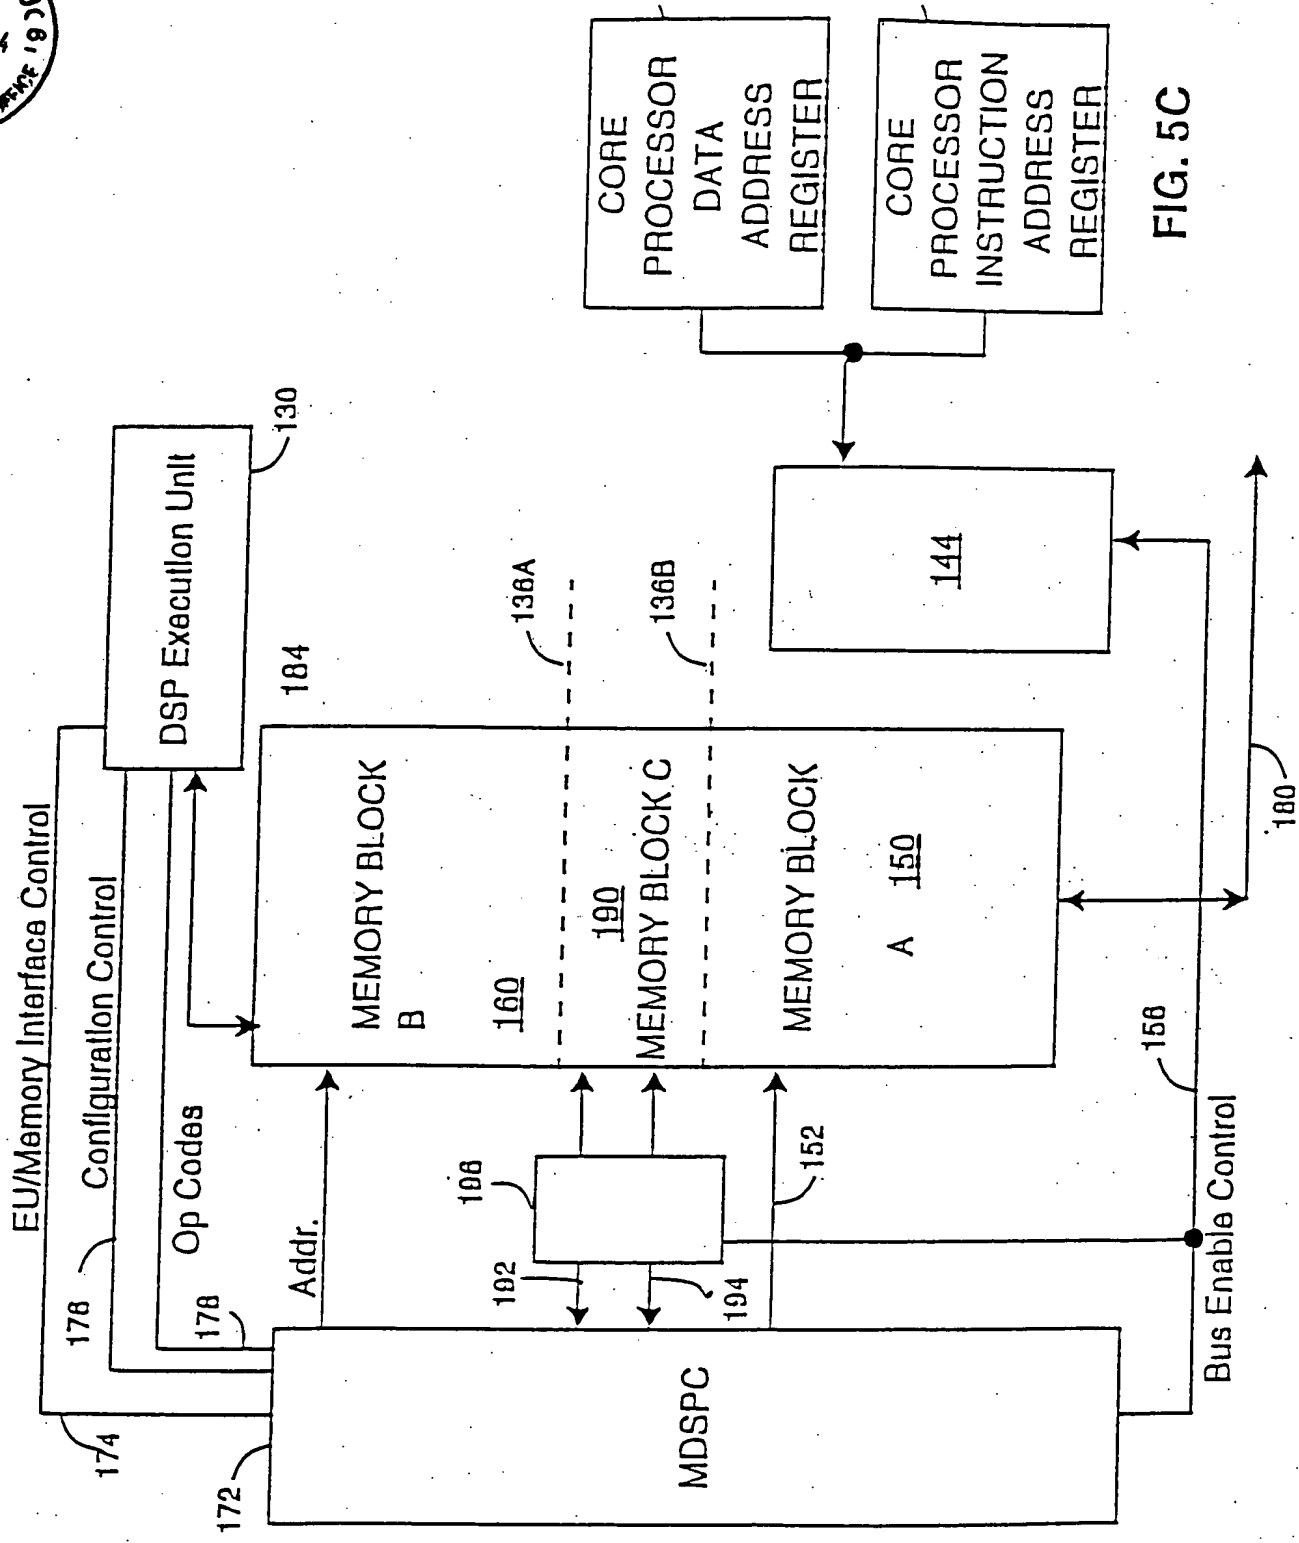 EU/Memory Interface Control
174
Configuration Control
178
Op Codes
178
172
MDSPC
Addr.
DSP Execution Unit
130
184
MEMORY BLOCK
B
160
136A
190
MEMORY BLOCK C
136B
MEMORY BLOCK
A
150
196
192
194
152
Bus Enable Control
156
180
144
CORE
PROCESSOR
DATA
ADDRESS
REGISTER
CORE
PROCESSOR
INSTRUCTION
ADDRESS
REGISTER
FIG. 5C